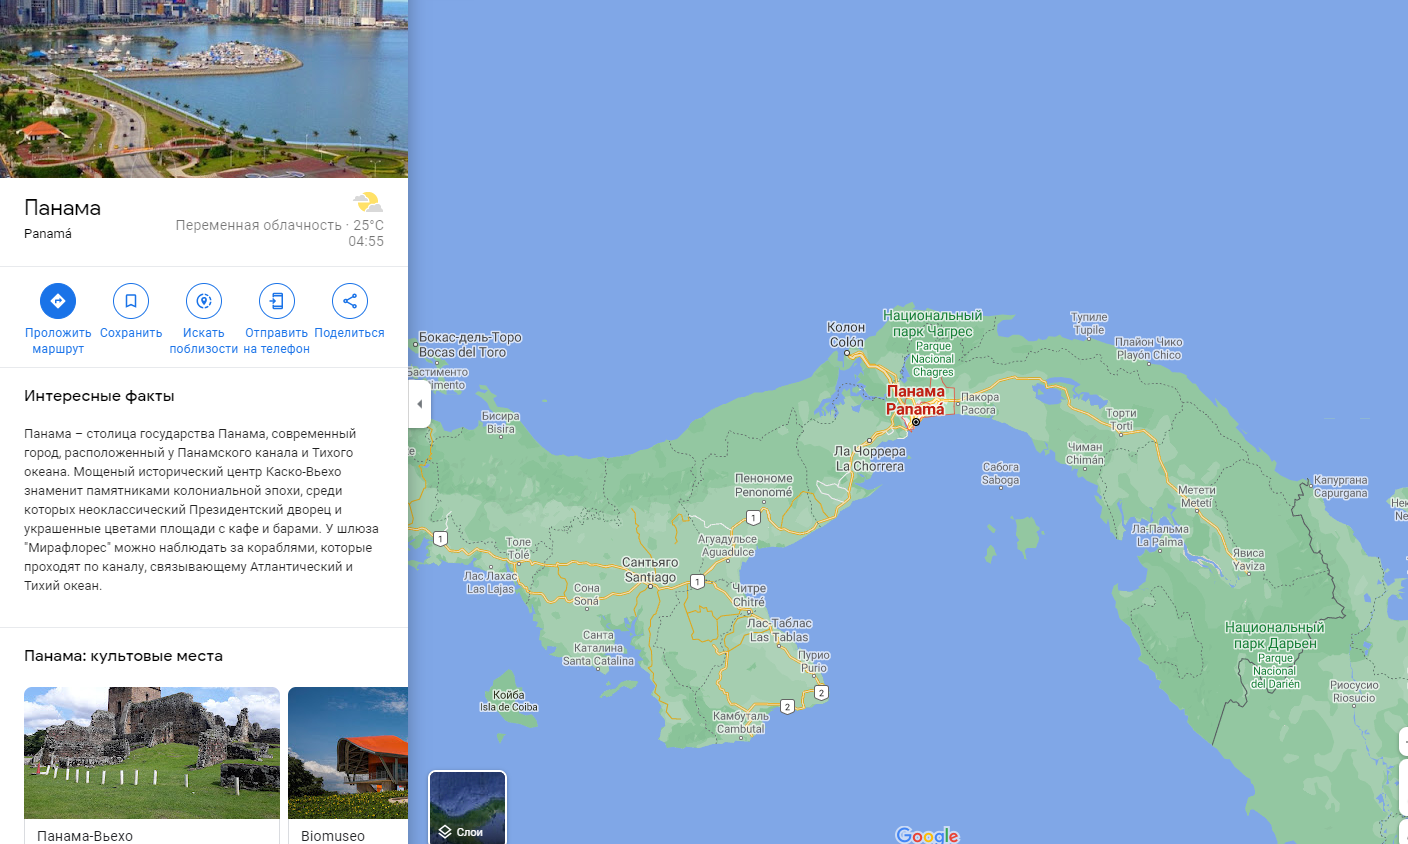 Панама
Panamá
Переменная облачность · 25°C
04:55
Проложить
маршрут
Сохранить
Искать
поблизости
Отправить
на телефон
Поделиться
Интересные факты
Панама – столица государства Панама, современный
город, расположенный у Панамского канала и Тихого
океана. Мощеный исторический центр Каско-Вьехо
знаменит памятниками колониальной эпохи, среди
которых неоклассический Президентский дворец и
украшенные цветами площади с кафе и барами. У шлюза
"Мирафлорес" можно наблюдать за кораблями, которые
проходят по каналу, связывающему Атлантический и
Тихий океан.
Панама: культовые места
Панама-Вьехо
Biomuseo
Бокас-дель-Торо
Bocas del Toro
Бастименто
imento
Бисира
Bisira
Колон
Colón
Национальный
парк Чагрес
Parque
Nacional
Chagres
Тупиле
Tupile
Плайон Чико
Playón Chico
Панама
Panamá
Пакора
Pacora
Торти
Torti
Ла Чоррера
La Chorrera
Чиман
Chimán
Сабога
Saboga
Пенономе
Penonomé
Капургана
Capurgana
Метети
Metetí
Нек
Ne
1
1
Агуадульсе
Aguadulce
Ла-Пальма
La Palma
Толе
Tolé
Явиса
Yaviza
Сантьяго
Santiago
Лас Лахас
Las Lajas
1
Сона
Soná
Читре
Chitré
Лас-Таблас
Las Tablas
Национальный
парк Дарьен
Parque
Nacional
del Darién
Санта
Каталина
Santa Catalina
Пурио
Purio
Койба
Isla de Coiba
2
2
Риосусио
Riosucio
Камбуталь
Cambutal
Слои
Google